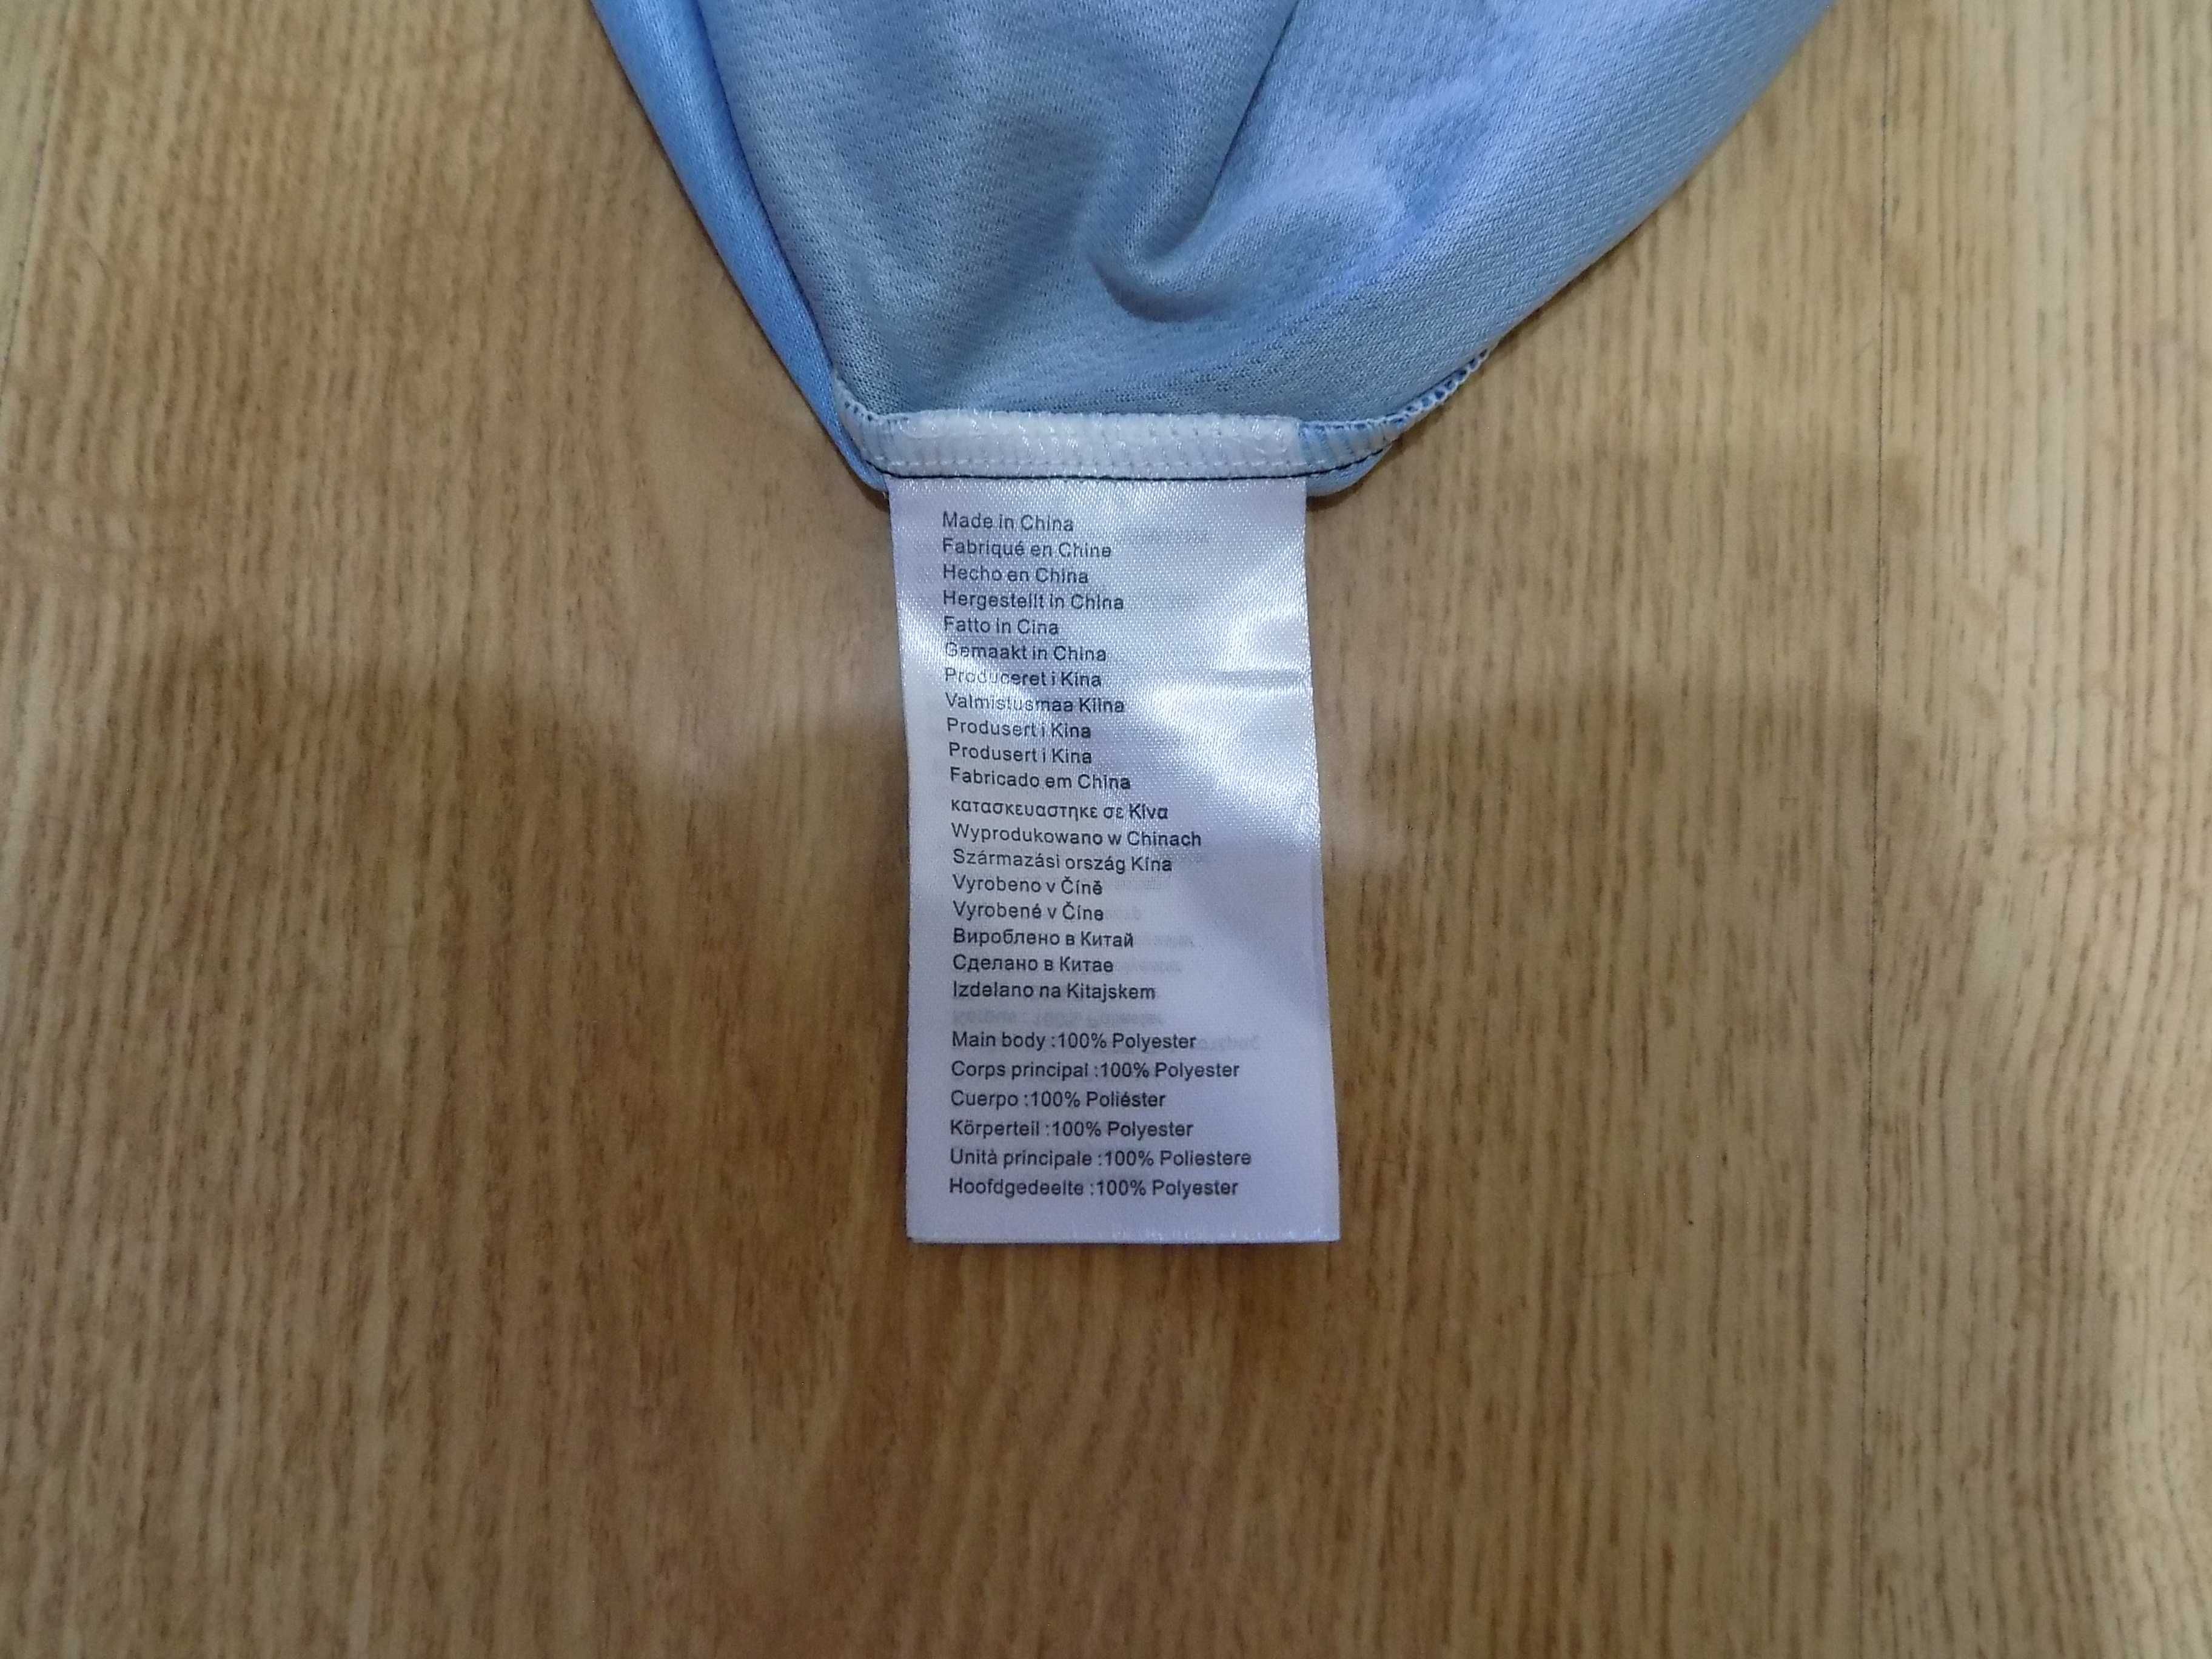 Made in China
Fabriqué en Chine
Hecho en China
Hergestellt in China
Fatto in Cina
Gemaakt in China
Produceret i Kina
Valmistusmaa Kiina
Produsert i Kina
Produsert i Kina
Fabricado em China
κατασκευαστηκε σε Κίνα
Wyprodukowano w Chinach
Származási ország Kína
Vyrobeno v Číně
Vyrobené v Číne
Вироблено в Китай
Сделано в Китае
Izdelano na Kitajskem
Main body :100% Polyester
Corps principal :100% Polyester
Cuerpo :100% Poliéster
Körperteil :100% Polyester
Unità principale :100% Poliestere
Hoofdgedeelte :100% Polyester